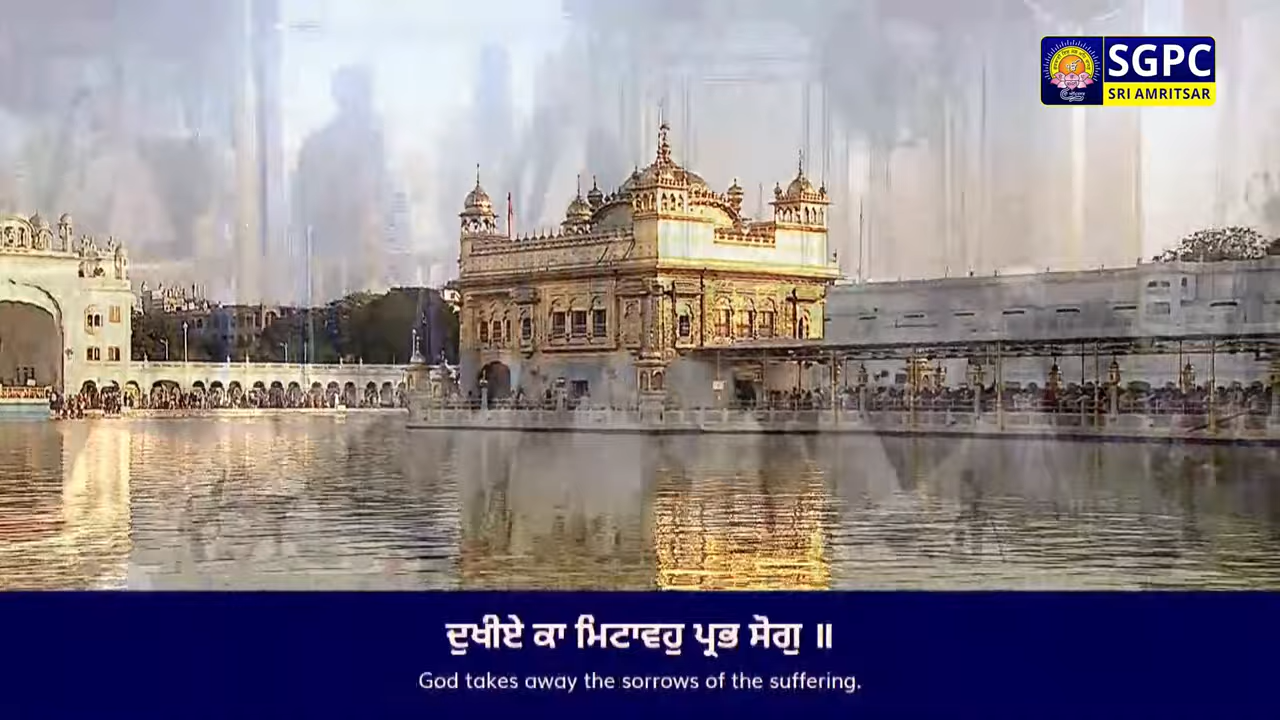 SGPC
SRI AMRITSAR
ਦੁਖੀਏ ਕਾ ਮਿਟਾਵਹੁ ਪ੍ਰਭ ਸੋਗੁ ॥
God takes away the sorrows of the suffering.